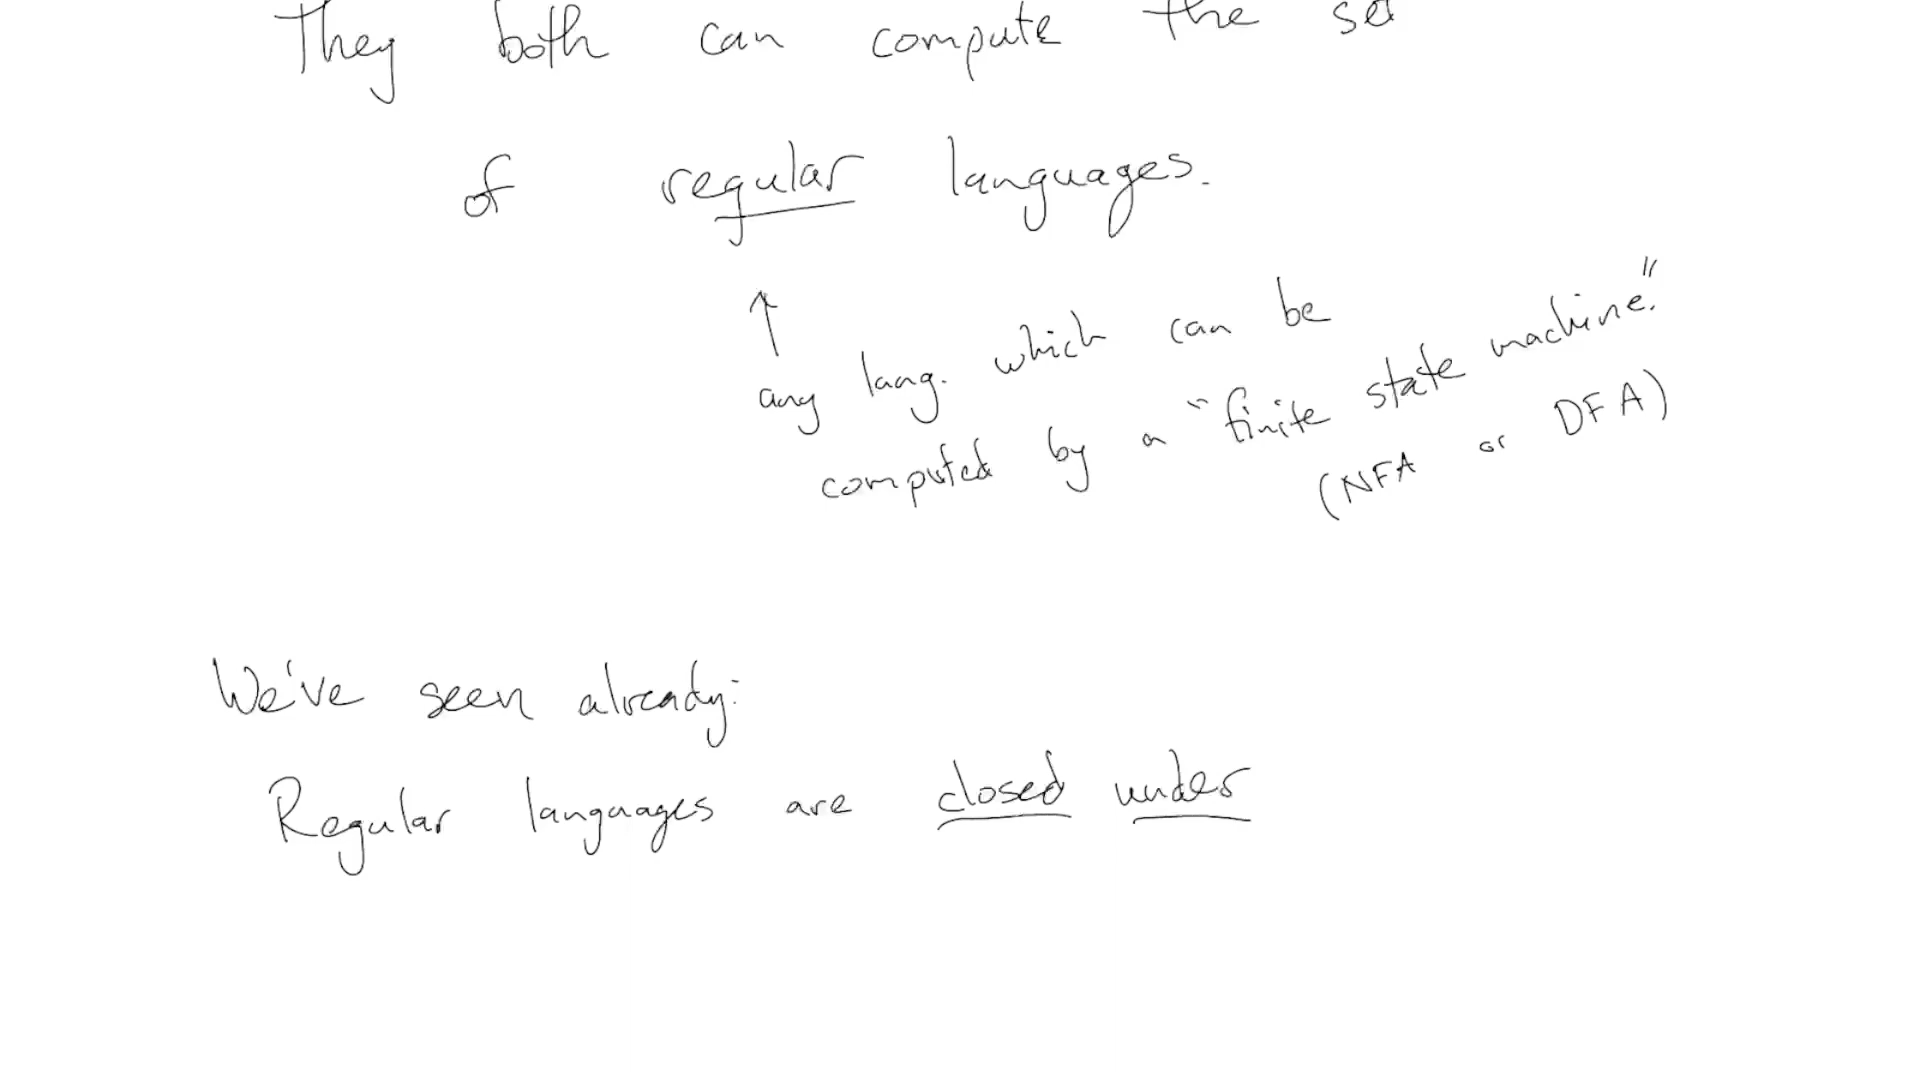 They both can compute the set
of regular languages.
↑
any lang. which can be
computed by a "finite state machine."
(NFA or DFA)
We've seen already:
Regular languages are closed under